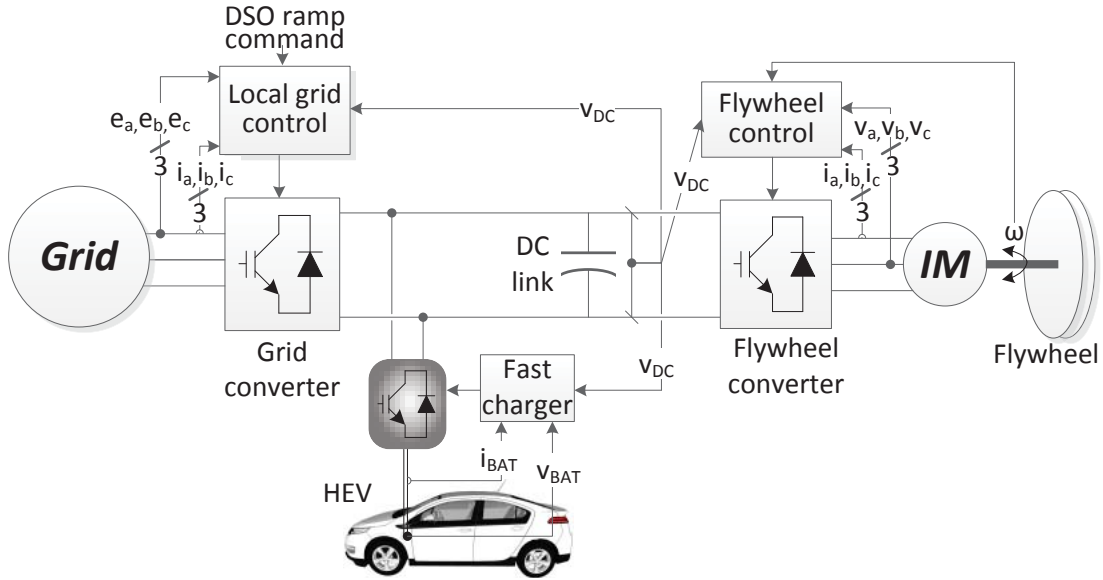 DSO ramp
command
Local grid
control
Flywheel
control
e_a,e_b,e_c
3
i_a,i_b,i_c
3
v_DC
v_DC
v_a,v_b,v_c
3
i_a,i_b,i_c
3
Grid
DC
link
IM
ω
Grid
converter
Flywheel
converter
Flywheel
v_DC
Fast
charger
i_BAT
v_BAT
HEV